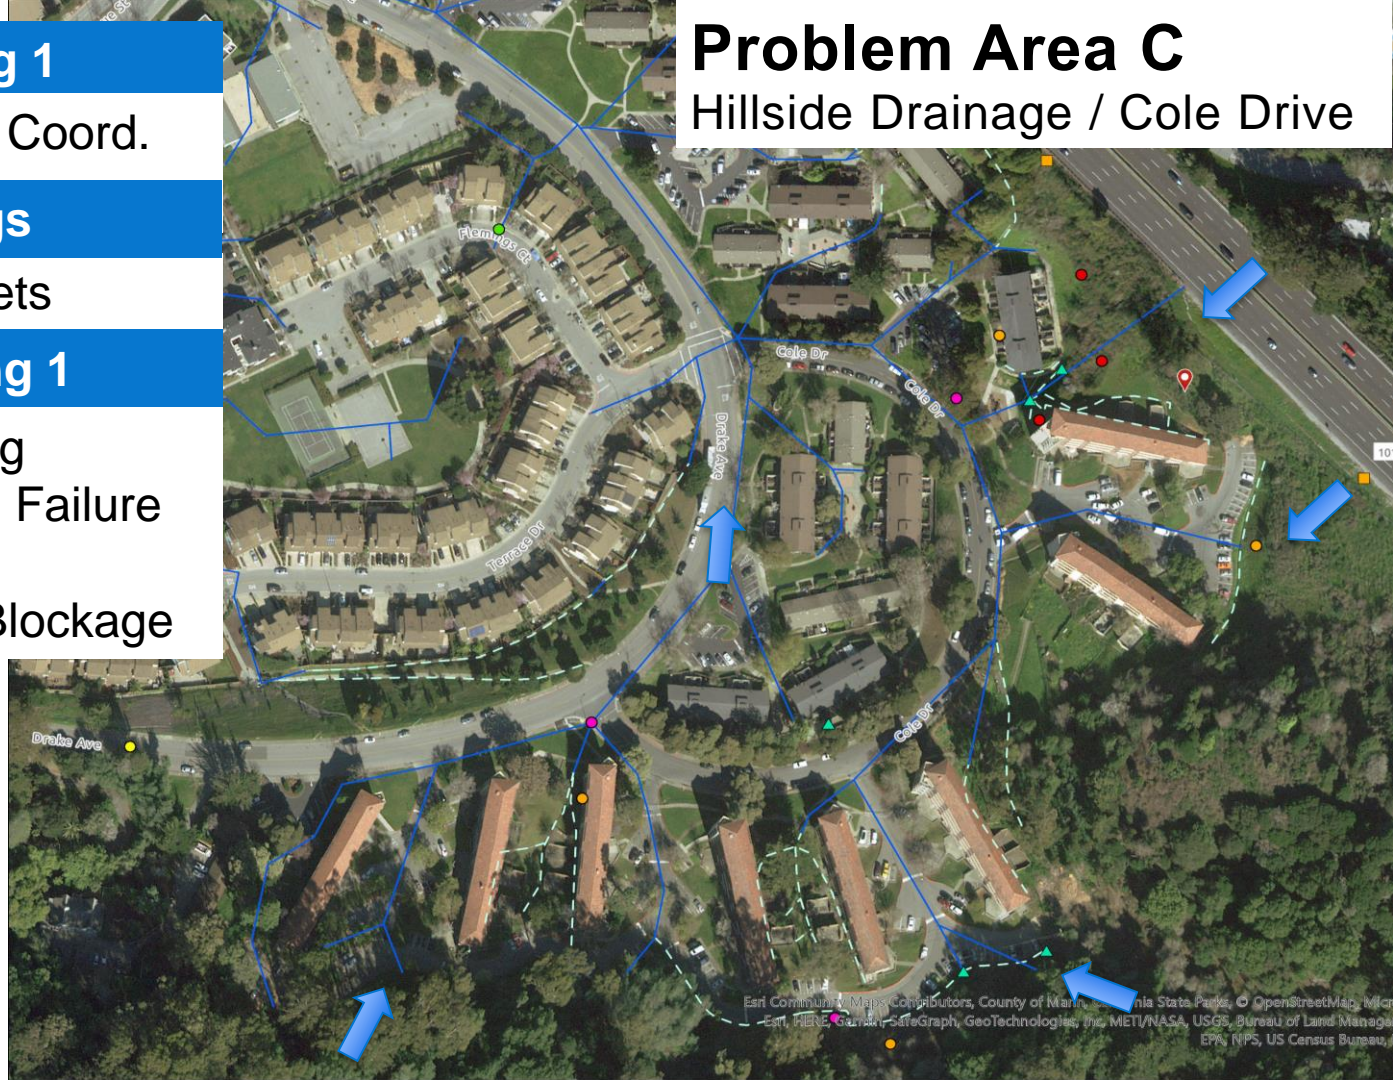 Problem Area C
Hillside Drainage / Cole Drive
g 1
Coord.
gs
ets
ng 1
g
Failure
Blockage
Flemings Ct
Cole Dr
Cole Dr
Drake Ave
Terrace Dr
Cole Dr
Drake Ave
101
Esri Community Maps Contributors, County of Marin, California State Parks, © OpenStreetMap, Micr
Esri, HERE, Garmin, SafeGraph, GeoTechnologies, Inc, METI/NASA, USGS, Bureau of Land Manage
EPA, NPS, US Census Bureau,